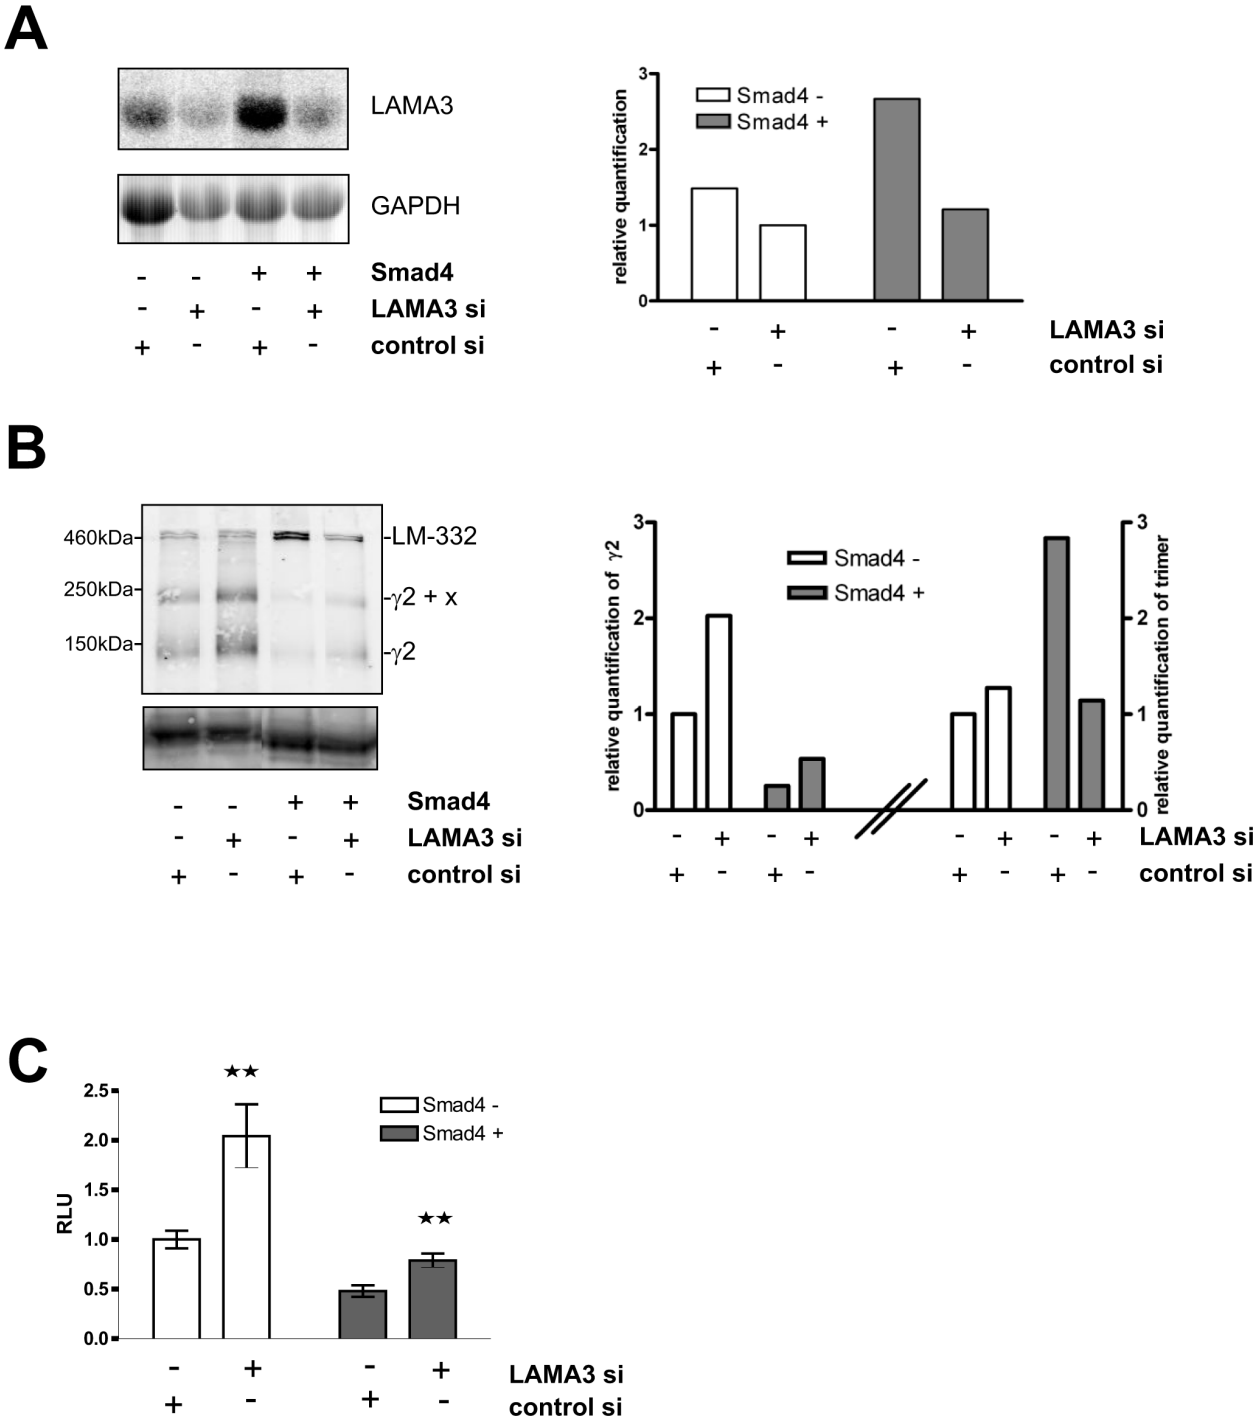 A
LAMA3
GAPDH
- - + + Smad4
- + - + LAMA3 si
+ - + - control si
relative quantification
3
2
1
0
Smad4 -
Smad4 +
- + - + LAMA3 si
+ - + - control si
B
460kDa- -LM-332
250kDa- -γ2 + x
150kDa- -γ2
- - + + Smad4
- + - + LAMA3 si
+ - + - control si
relative quantification of γ2
3
2
1
0
Smad4 -
Smad4 +
3
2
1
0
relative quantification of trimer
- + - + - + - + LAMA3 si
+ - + - + - + - control si
C
RLU
2.5
2.0
1.5
1.0
0.5
0.0
★★
★★
Smad4 -
Smad4 +
- + - + LAMA3 si
+ - + - control si